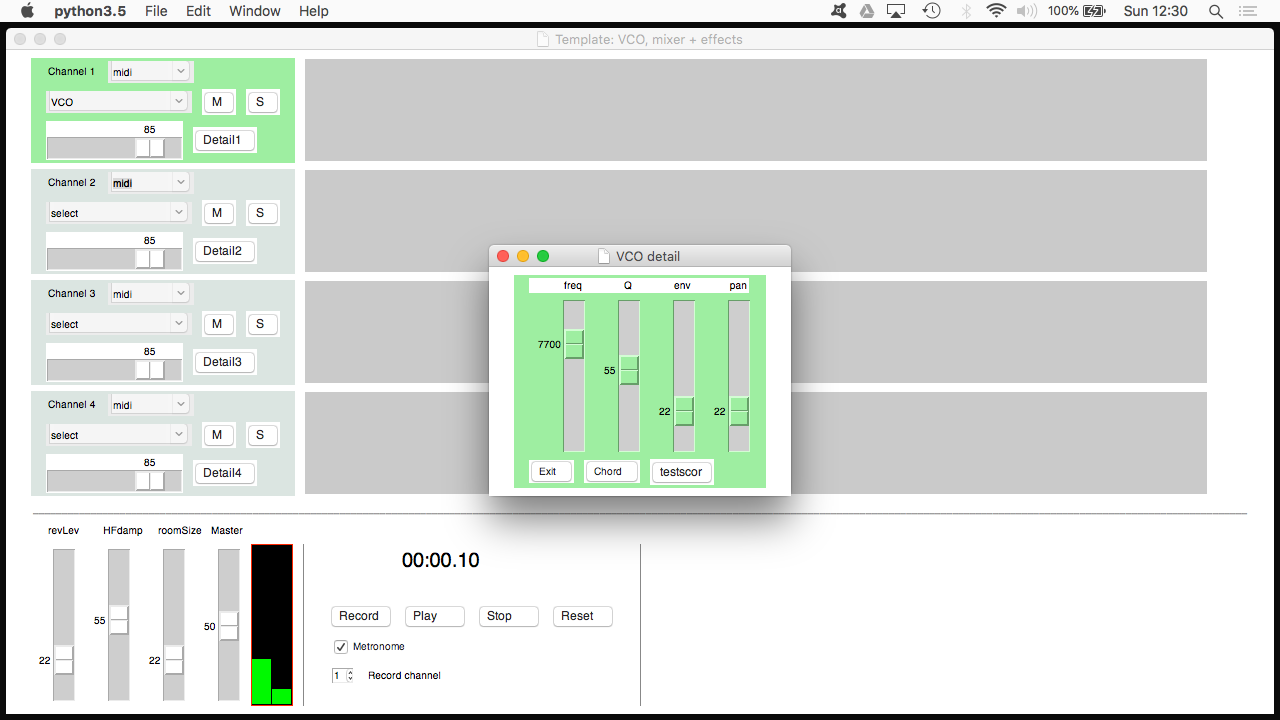 python3.5 File Edit Window Help 100% Sun 12:30
Template: VCO, mixer + effects
Channel 1 midi
VCO M S
85
Detail1
Channel 2 midi
select M S
85
Detail2
Channel 3 midi
select M S
85
Detail3
Channel 4 midi
select M S
85
Detail4
VCO detail
freq Q env pan
7700
55
22 22
Exit Chord testscor
revLev HFdamp roomSize Master
55
50
22 22
00:00.10
Record Play Stop Reset
Metronome
1 Record channel